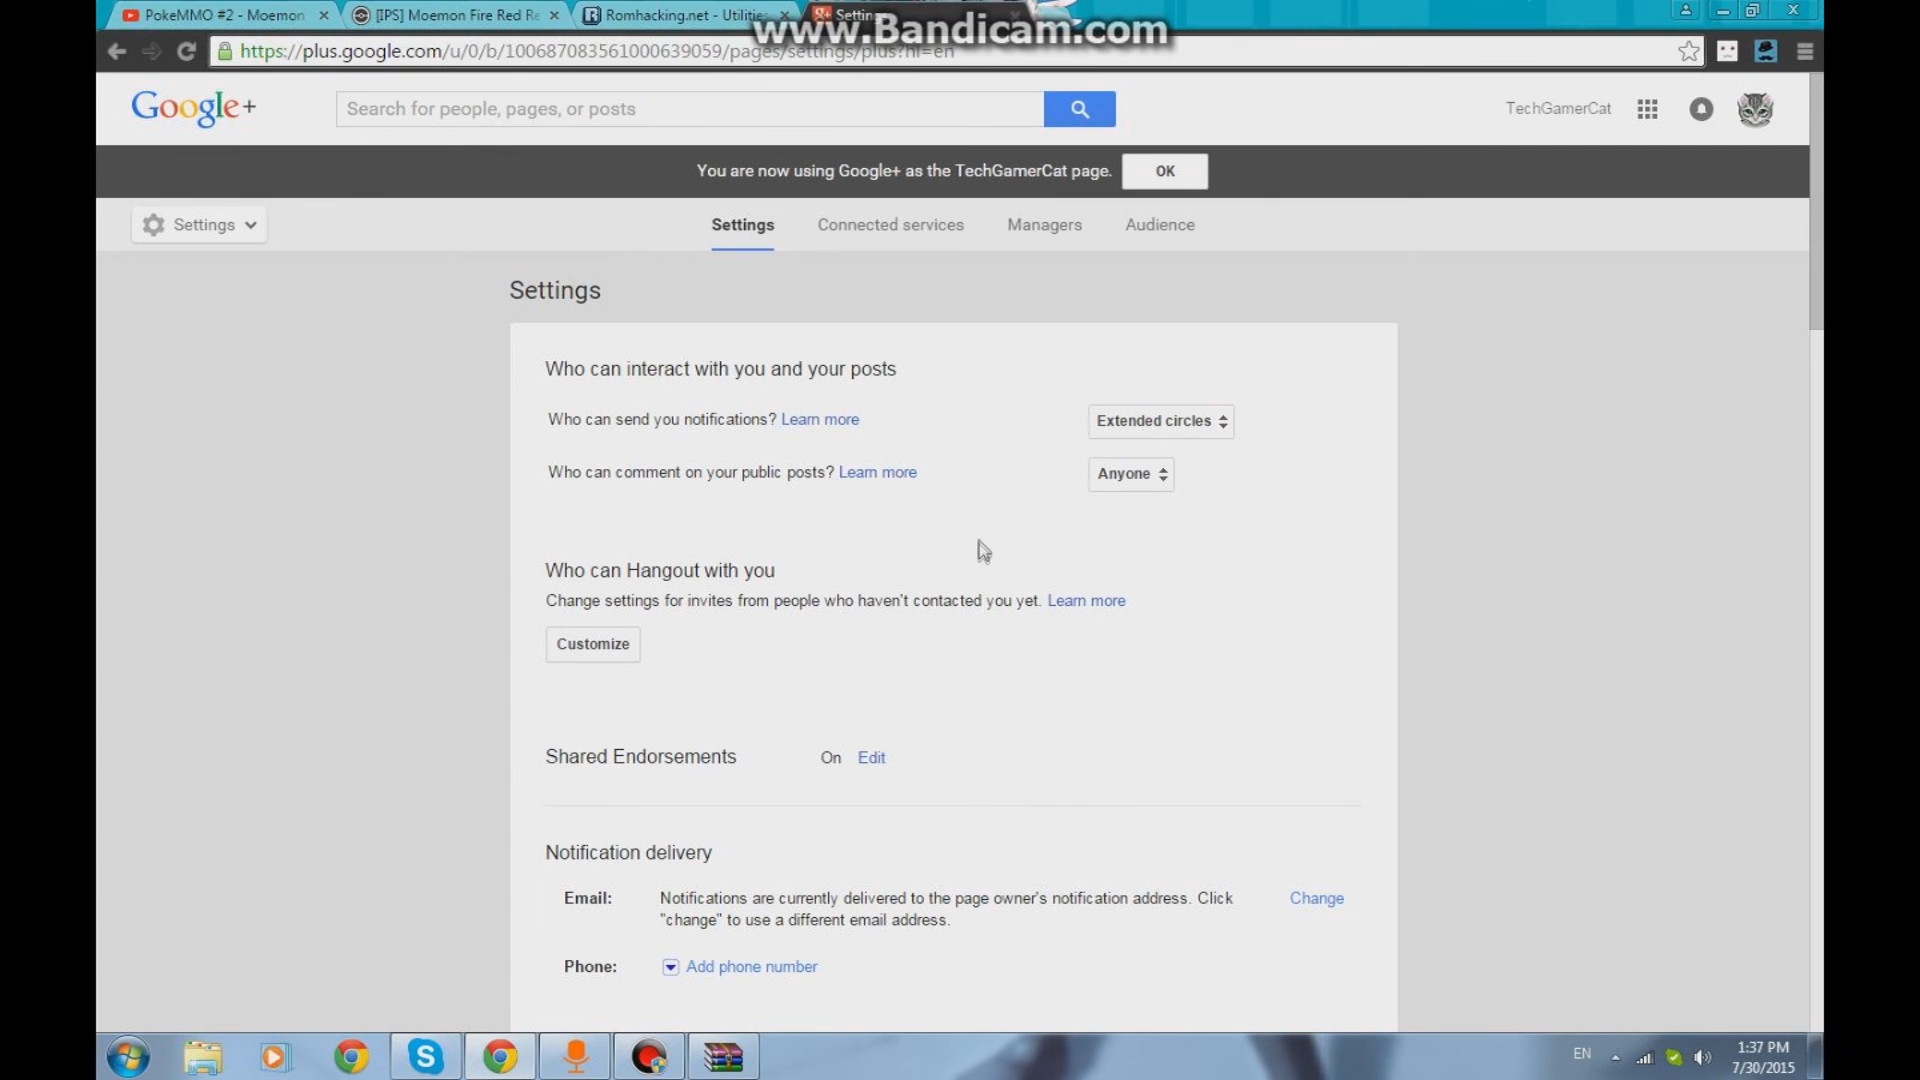 PokeMMO #2 - Moemon
[IPS] Moemon Fire Red Re
Romhacking.net - Utilities
www.Bandicam.com
https://plus.google.com/u/0/b/100687083561000639059/pages/settings/plus?hl=en
Google+
Search for people, pages, or posts
TechGamerCat
You are now using Google+ as the TechGamerCat page.
OK
Settings
Settings
Connected services
Managers
Audience
Settings
Who can interact with you and your posts
Who can send you notifications? Learn more
Extended circles
Who can comment on your public posts? Learn more
Anyone
Who can Hangout with you
Change settings for invites from people who haven't contacted you yet. Learn more
Customize
Shared Endorsements
On
Edit
Notification delivery
Email:
Notifications are currently delivered to the page owner's notification address. Click
"change" to use a different email address.
Change
Phone:
Add phone number
EN
1:37 PM
7/30/2015